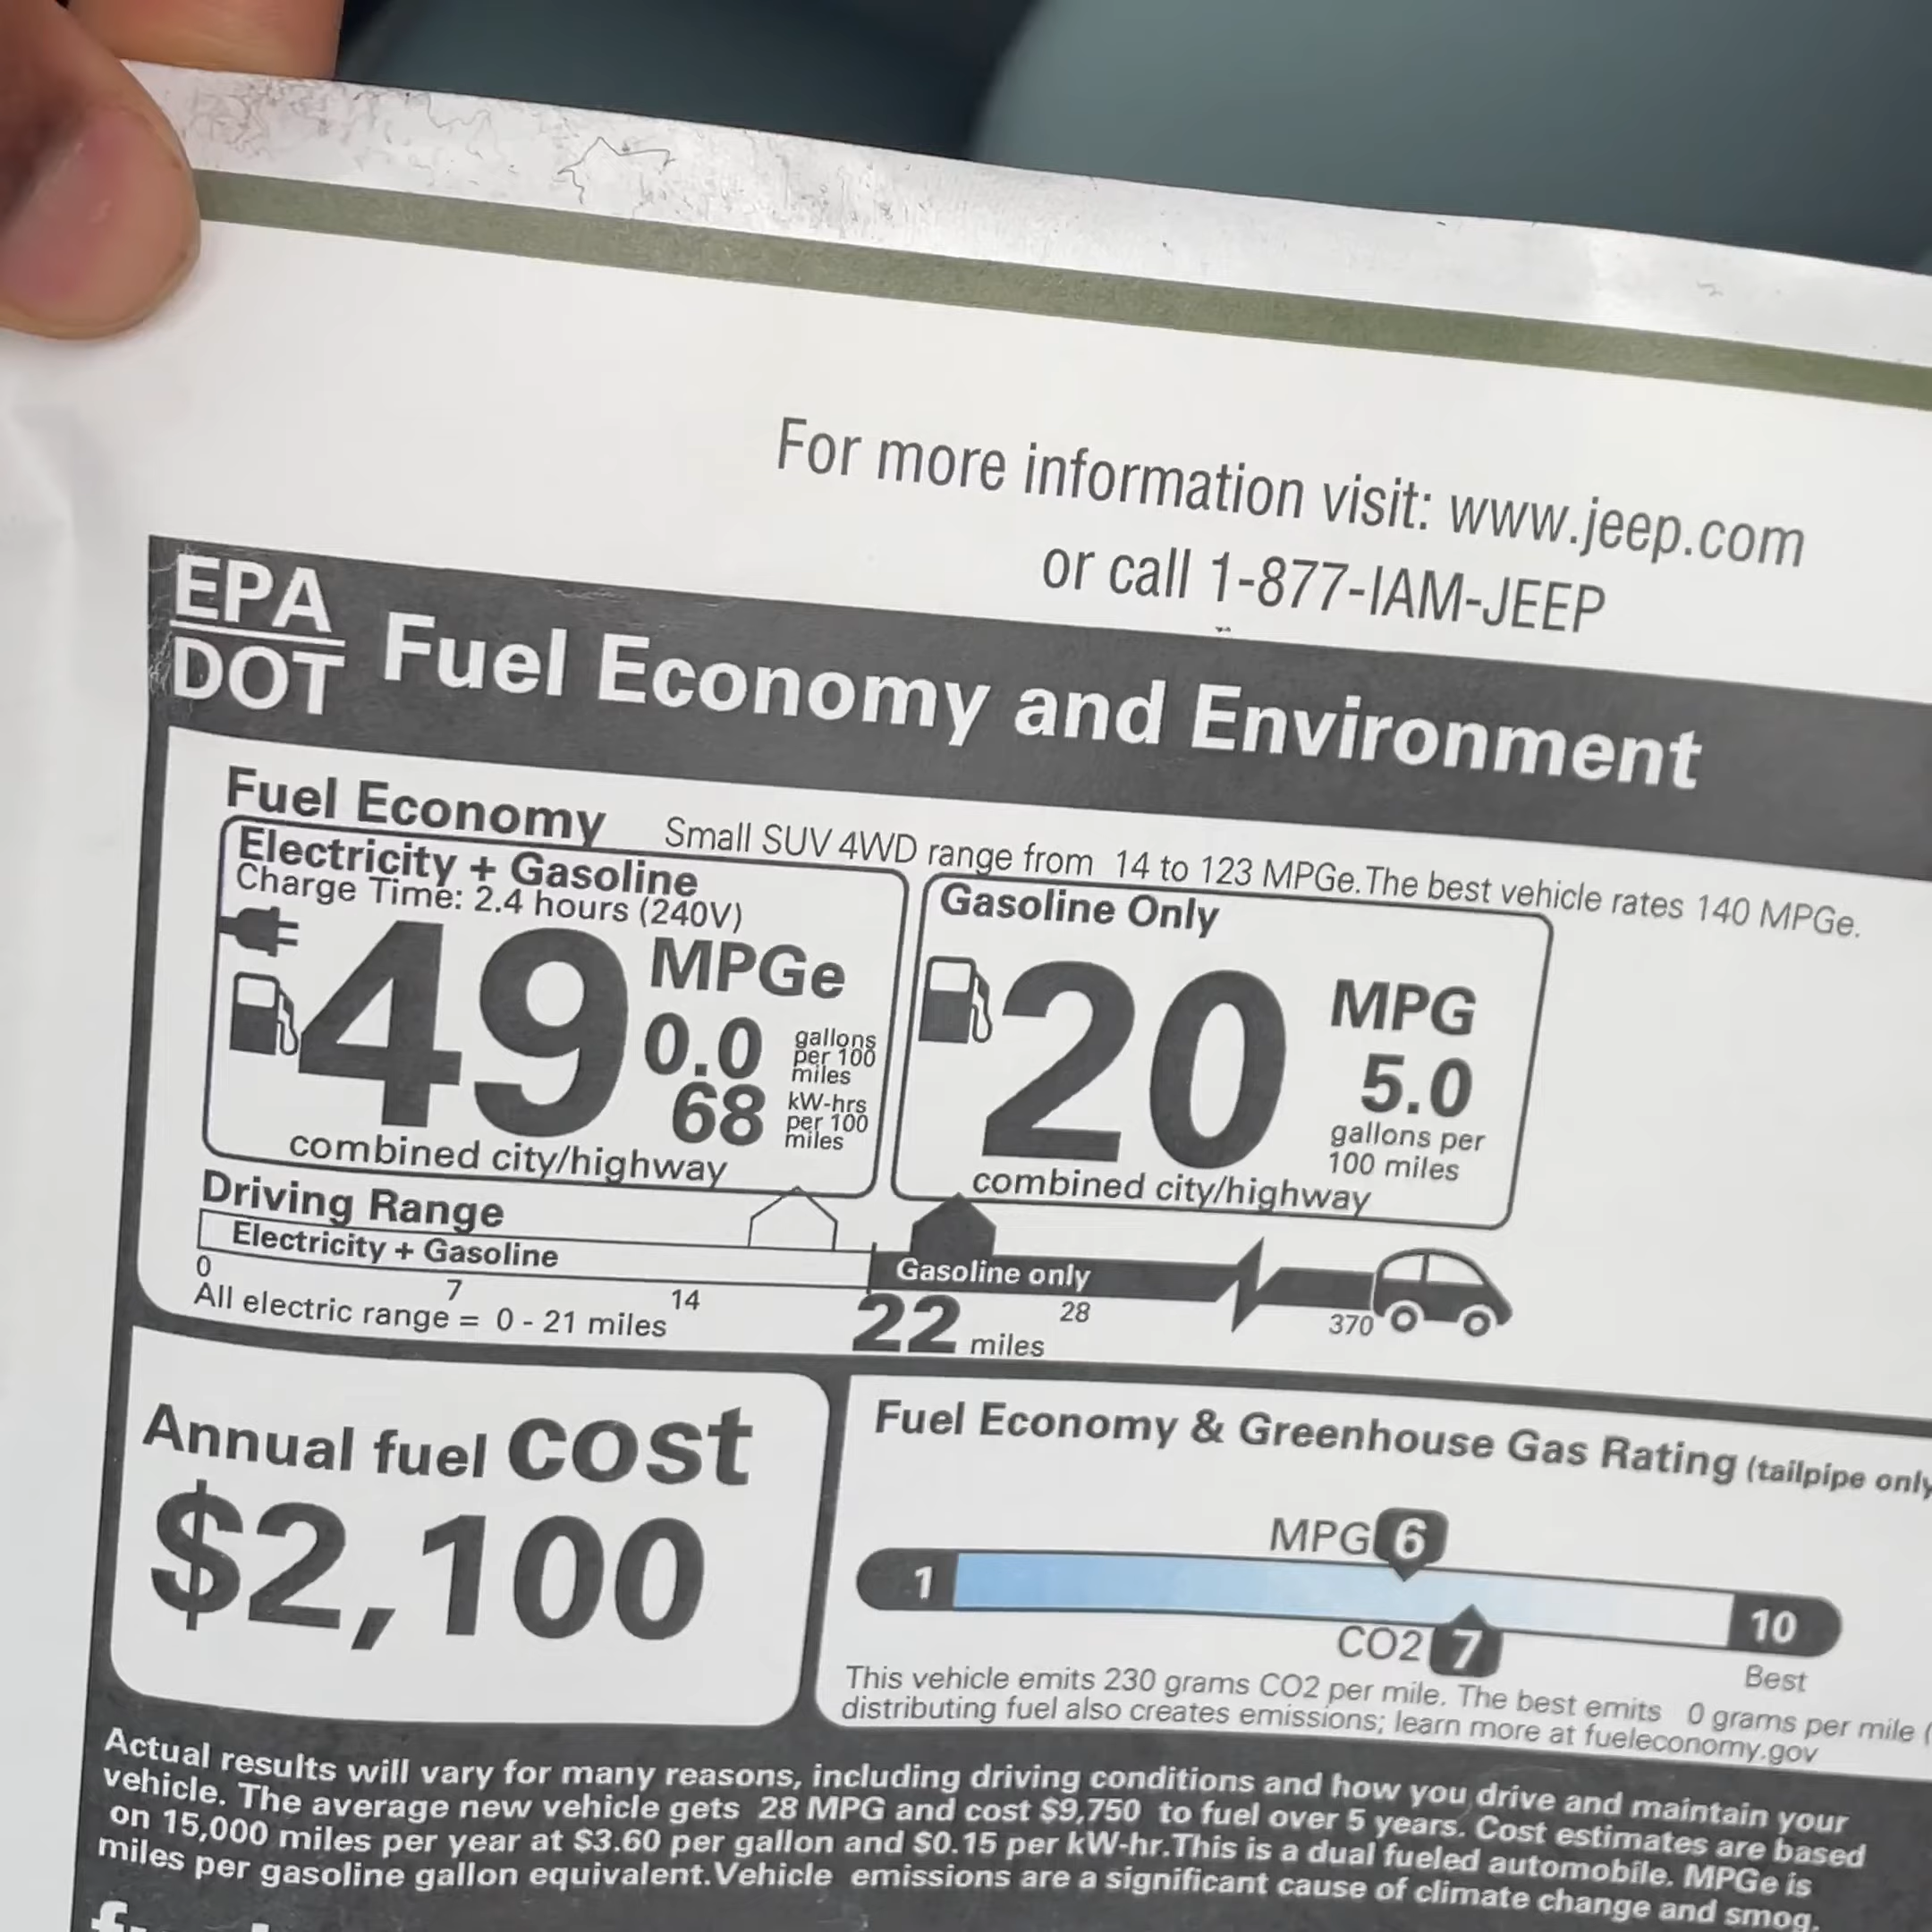 For more information visit: www.jeep.com
or call 1-877-IAM-JEEP
EPA
DOT
Fuel Economy and Environment
Fuel Economy
Small SUV 4WD range from 14 to 123 MPGe.The best vehicle rates 140 MPGe.
Electricity + Gasoline
Charge Time: 2.4 hours (240V)
49
MPGe
0.0
gallons
per 100
miles
68
kW-hrs
per 100
miles
combined city/highway
Gasoline Only
20
MPG
5.0
gallons per
100 miles
combined city/highway
Driving Range
Electricity + Gasoline
Gasoline only
0
7
14
22 miles
28
370
All electric range = 0 - 21 miles
Annual fuel cost
$2,100
Fuel Economy & Greenhouse Gas Rating (tailpipe only
MPG 6
1
10
CO2 7
Best
This vehicle emits 230 grams CO2 per mile. The best emits 0 grams per mile (
distributing fuel also creates emissions; learn more at fueleconomy.gov
Actual results will vary for many reasons, including driving conditions and how you drive and maintain your
vehicle. The average new vehicle gets 28 MPG and cost $9,750 to fuel over 5 years. Cost estimates are based
on 15,000 miles per year at $3.60 per gallon and $0.15 per kW-hr.This is a dual fueled automobile. MPGe is
miles per gasoline gallon equivalent.Vehicle emissions are a significant cause of climate change and smog.